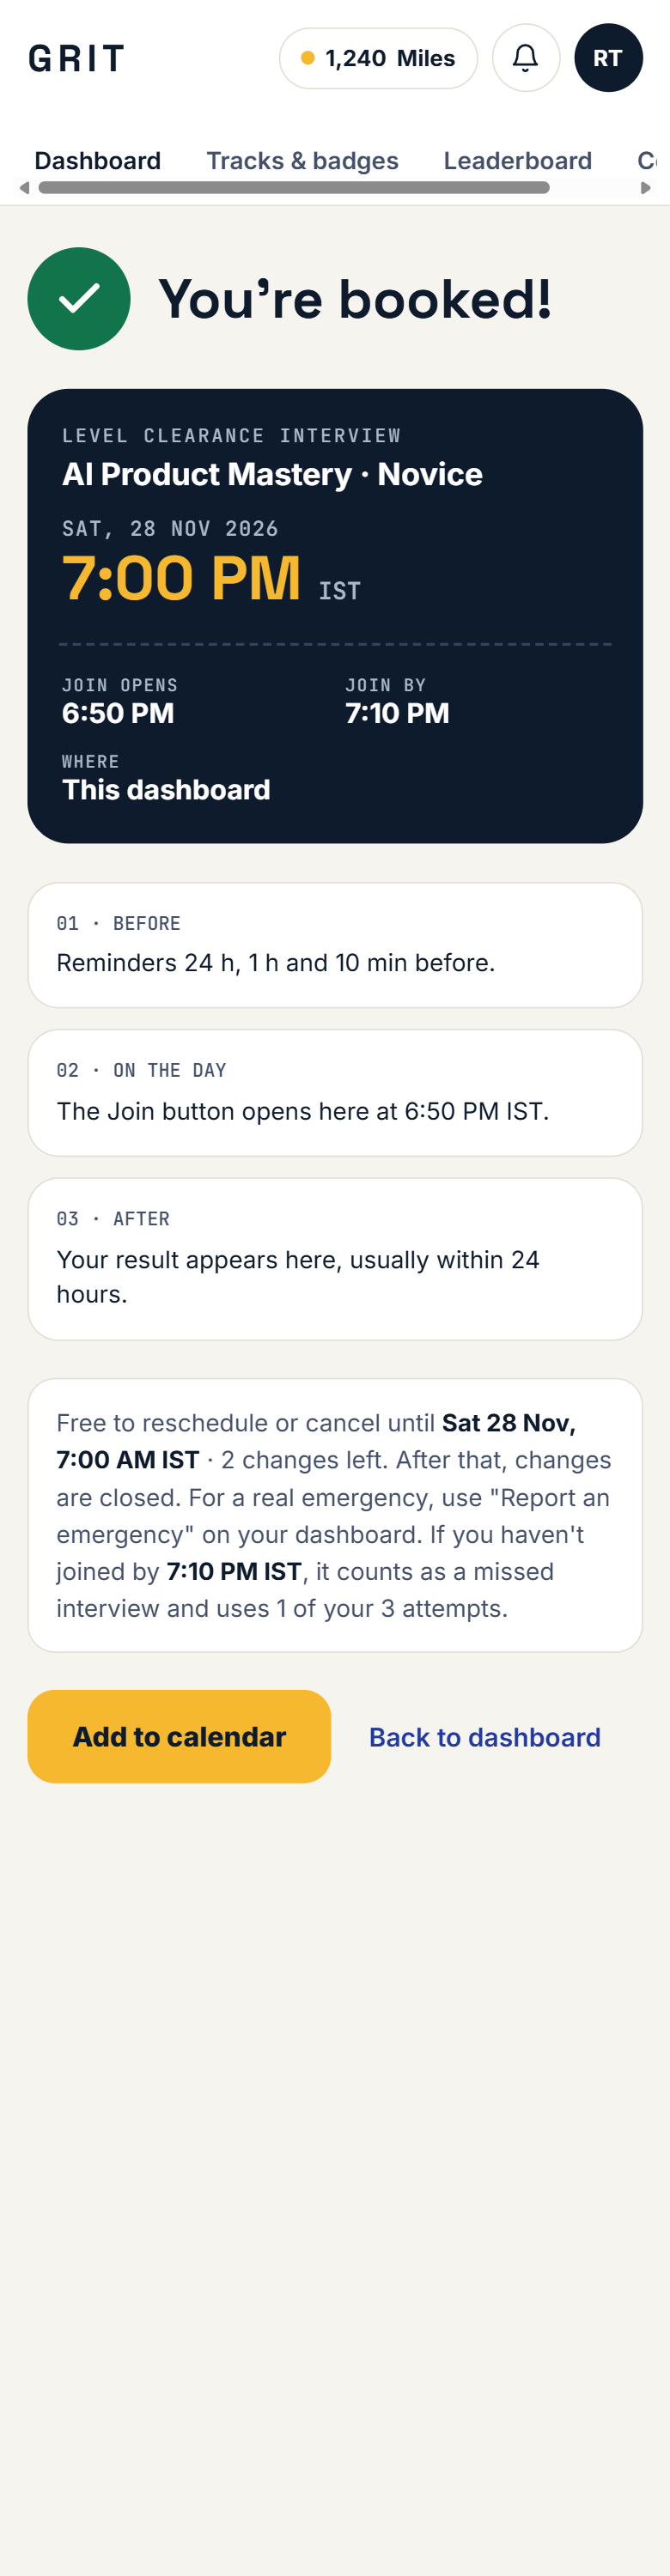 GRIT
1,240 Miles
RT
Dashboard
Tracks & badges
Leaderboard
You’re booked!
LEVEL CLEARANCE INTERVIEW
AI Product Mastery · Novice
SAT, 28 NOV 2026
7:00 PM IST
JOIN OPENS
6:50 PM
JOIN BY
7:10 PM
WHERE
This dashboard
01 · BEFORE
Reminders 24 h, 1 h and 10 min before.
02 · ON THE DAY
The Join button opens here at 6:50 PM IST.
03 · AFTER
Your result appears here, usually within 24
hours.
Free to reschedule or cancel until Sat 28 Nov,
7:00 AM IST · 2 changes left. After that, changes
are closed. For a real emergency, use "Report an
emergency" on your dashboard. If you haven't
joined by 7:10 PM IST, it counts as a missed
interview and uses 1 of your 3 attempts.
Add to calendar
Back to dashboard